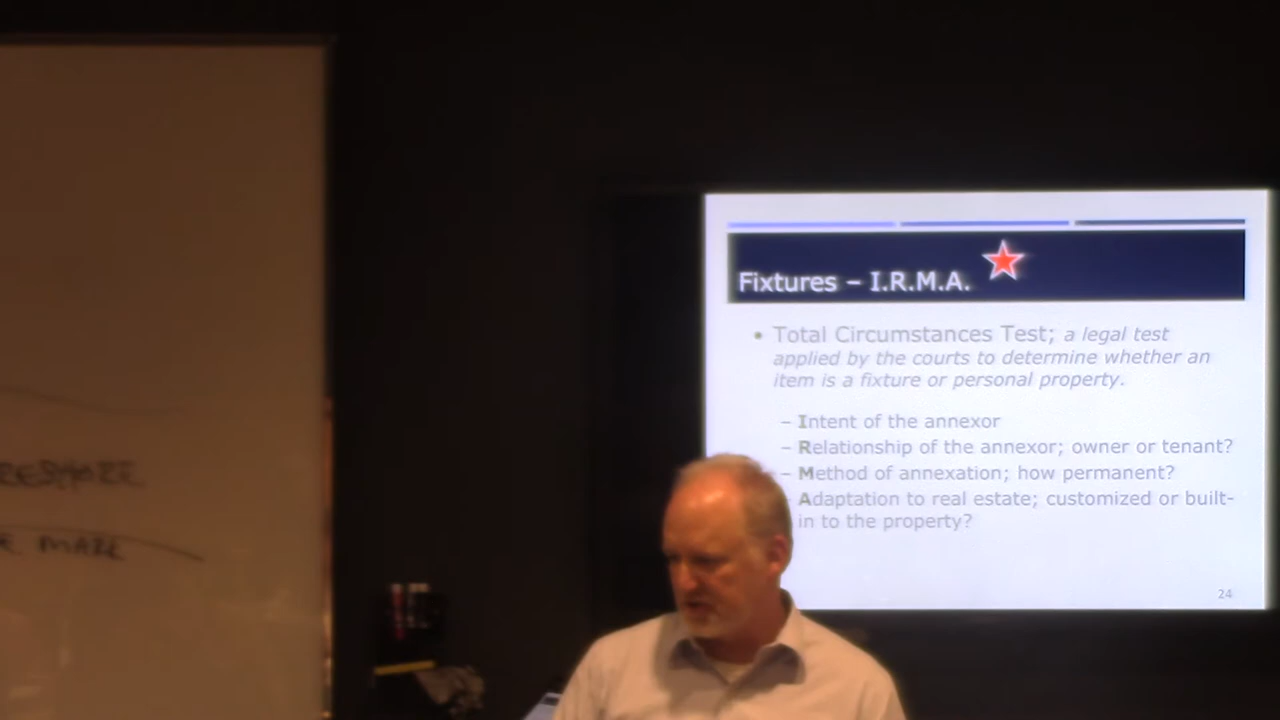 Fixtures – I.R.M.A.
• Total Circumstances Test; a legal test
applied by the courts to determine whether an
item is a fixture or personal property.
– Intent of the annexor
– Relationship of the annexor; owner or tenant?
– Method of annexation; how permanent?
Adaptation to real estate; customized or built-
in to the property?
24